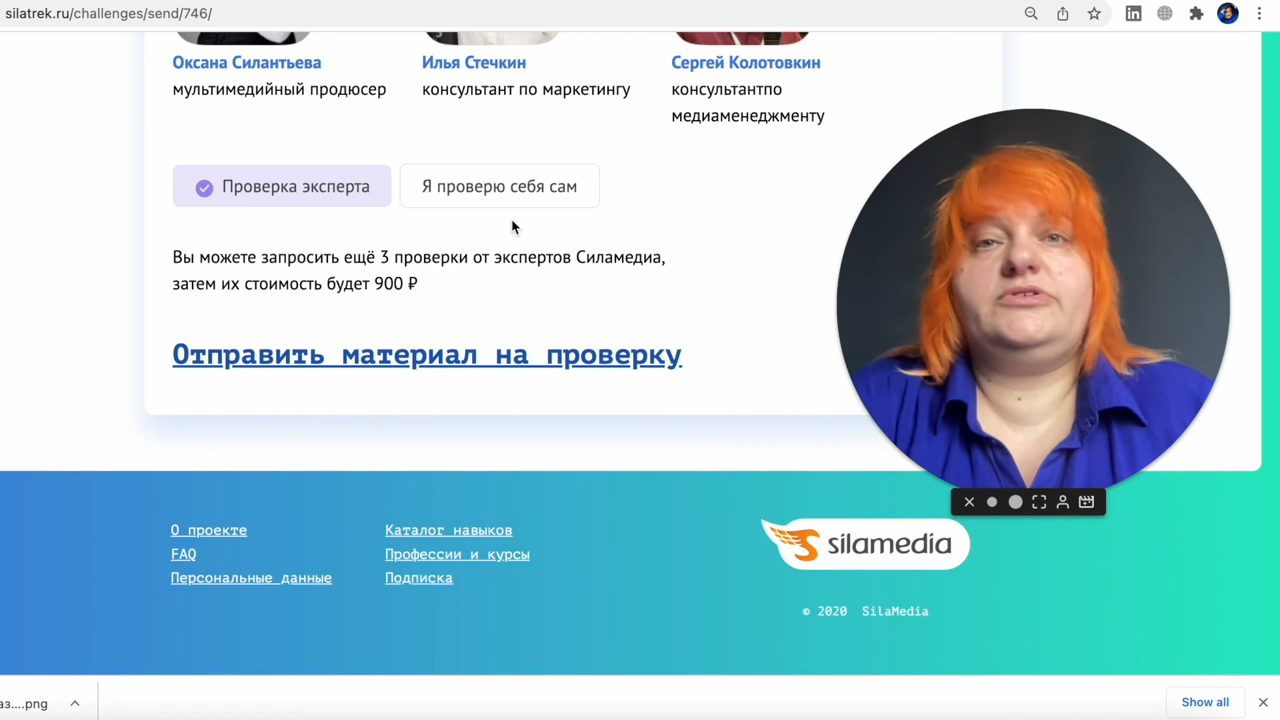 silatrek.ru/challenges/send/746/
Оксана Силантьева
мультимедийный продюсер
Илья Стечкин
консультант по маркетингу
Сергей Колотовкин
консультантпо
медиаменеджменту
Проверка эксперта
Я проверю себя сам
Вы можете запросить ещё 3 проверки от экспертов Силамедиа,
затем их стоимость будет 900 ₽
Отправить материал на проверку
О проекте
FAQ
Персональные данные
Каталог навыков
Профессии и курсы
Подписка
silamedia
© 2020 SilaMedia
аз....png
Show all